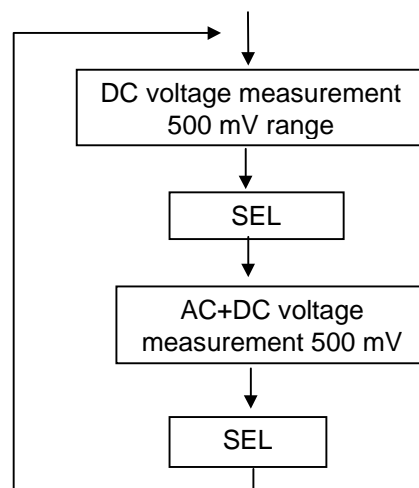 DC voltage measurement
500 mV range
SEL
AC+DC voltage
measurement 500 mV
SEL